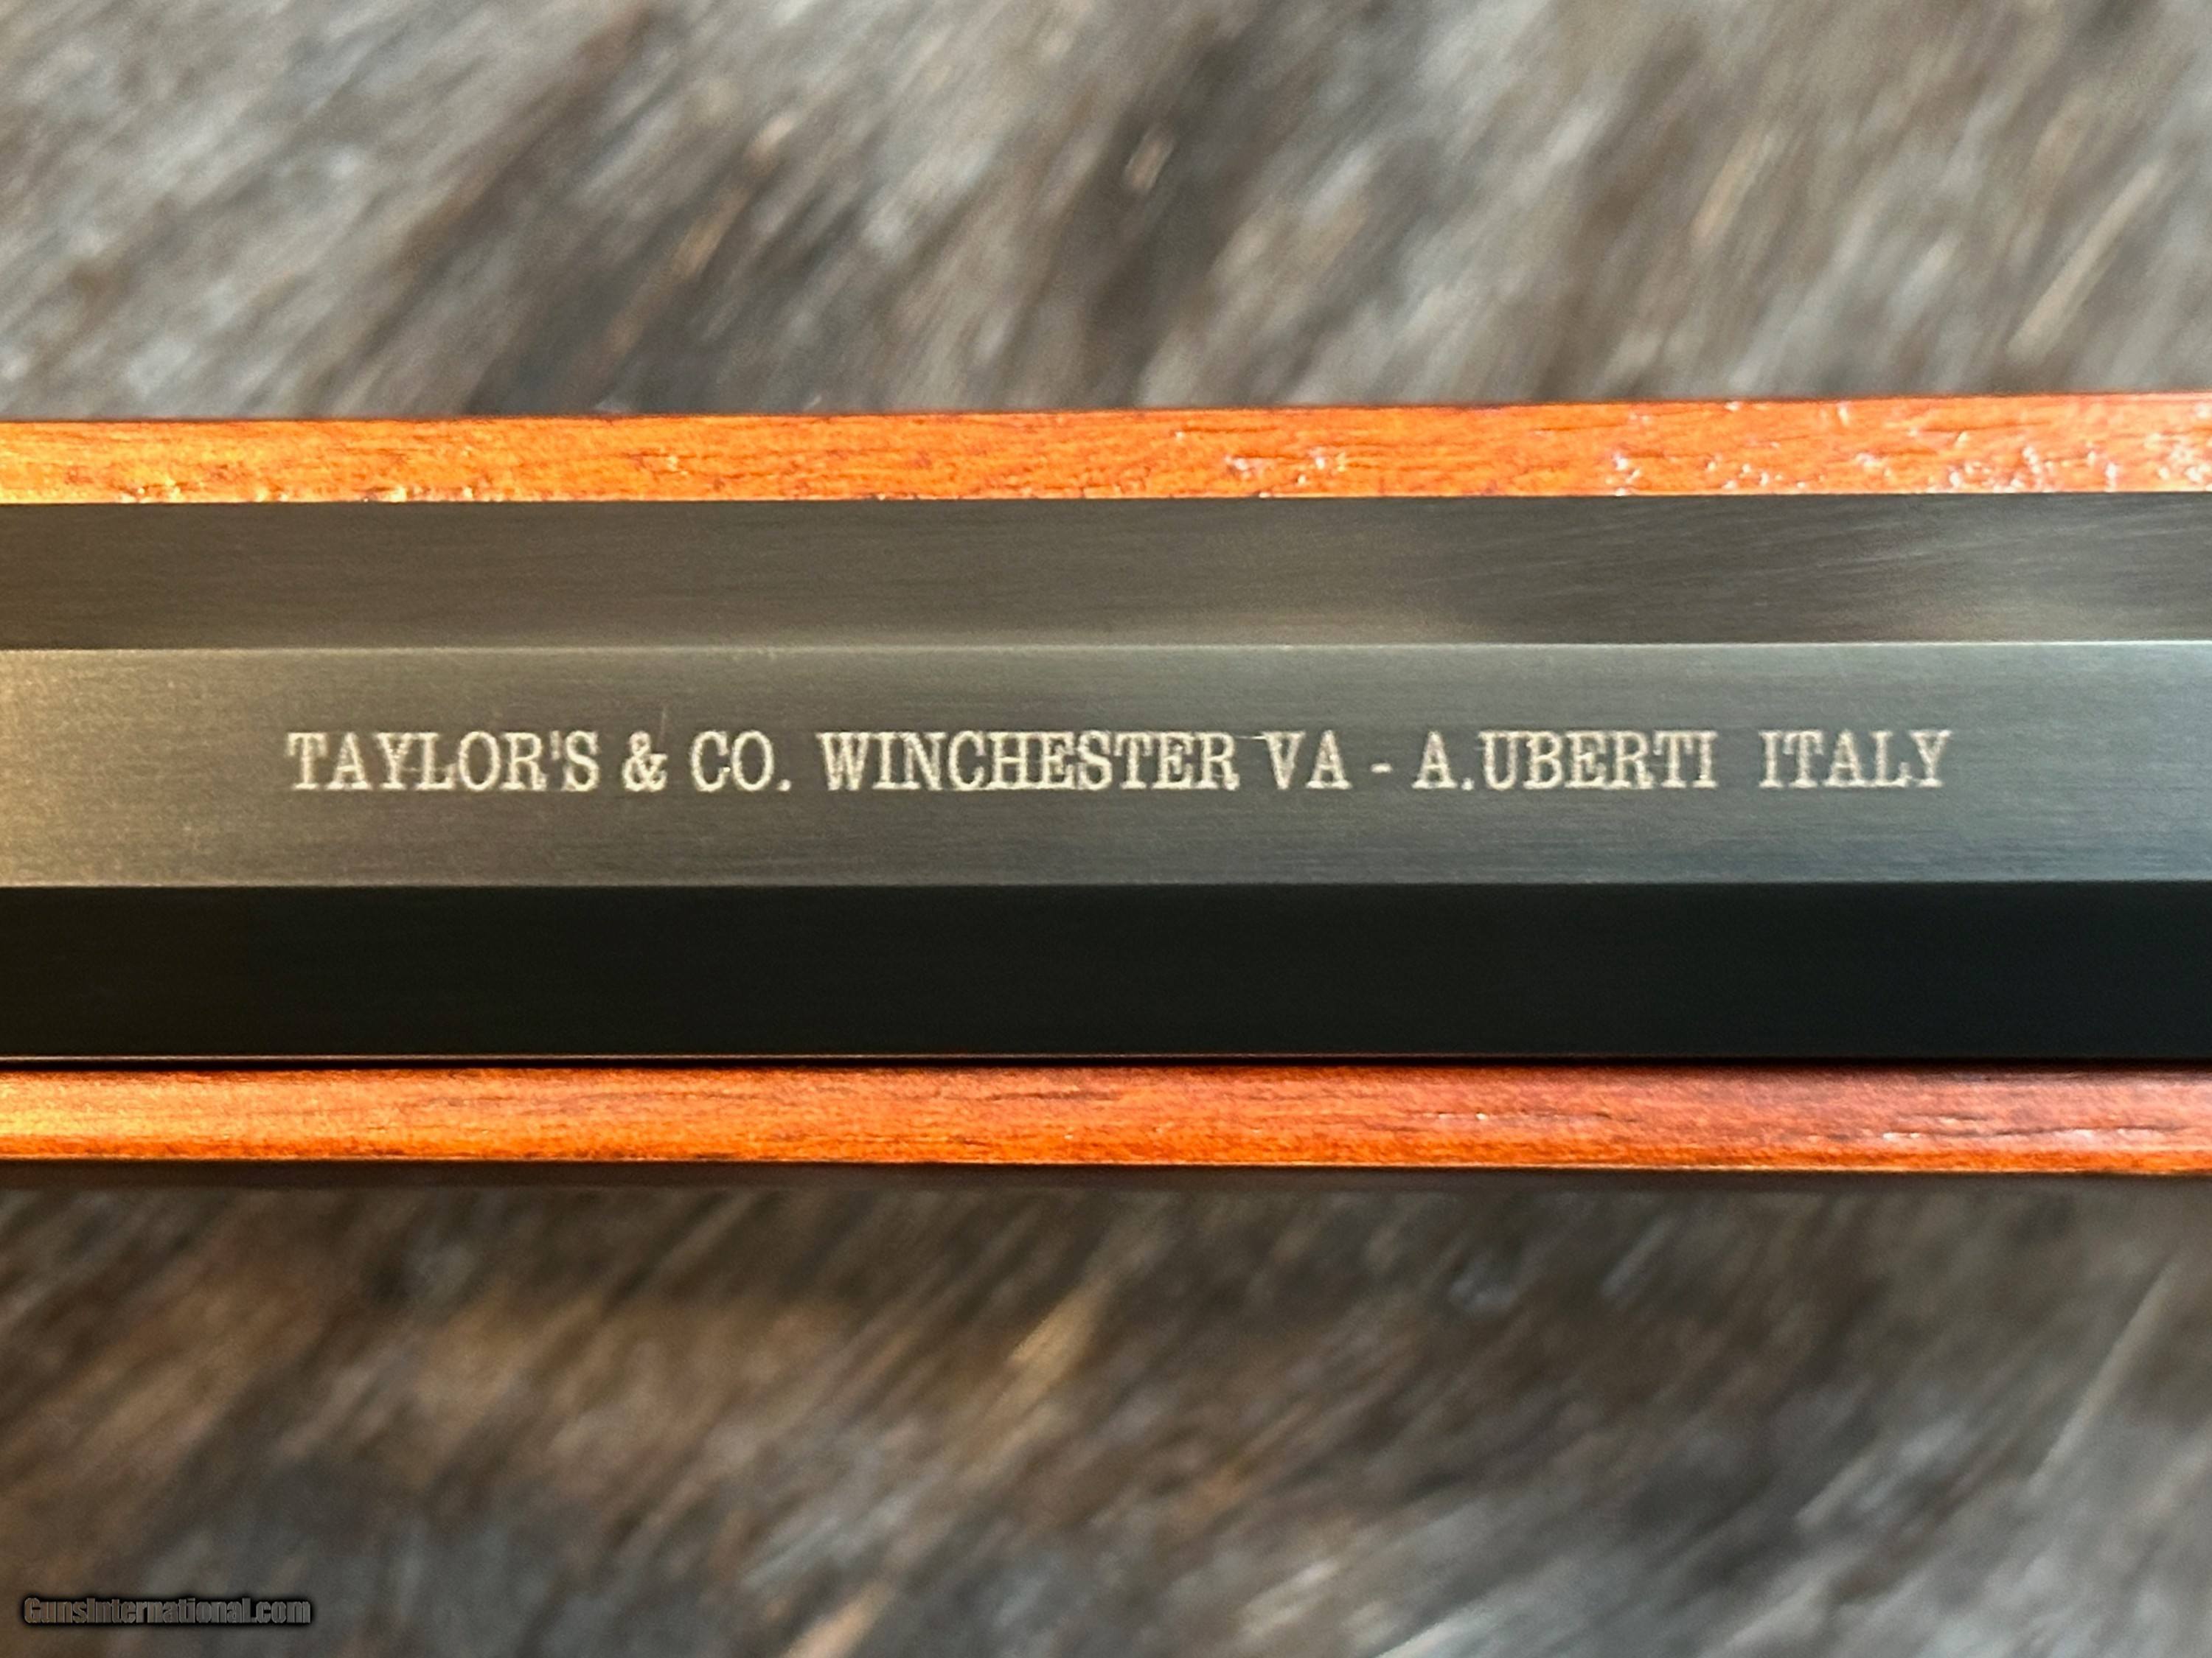 TAYLOR'S & CO. WINCHESTER VA - A.UBERTI ITALY
GunsInternational.com